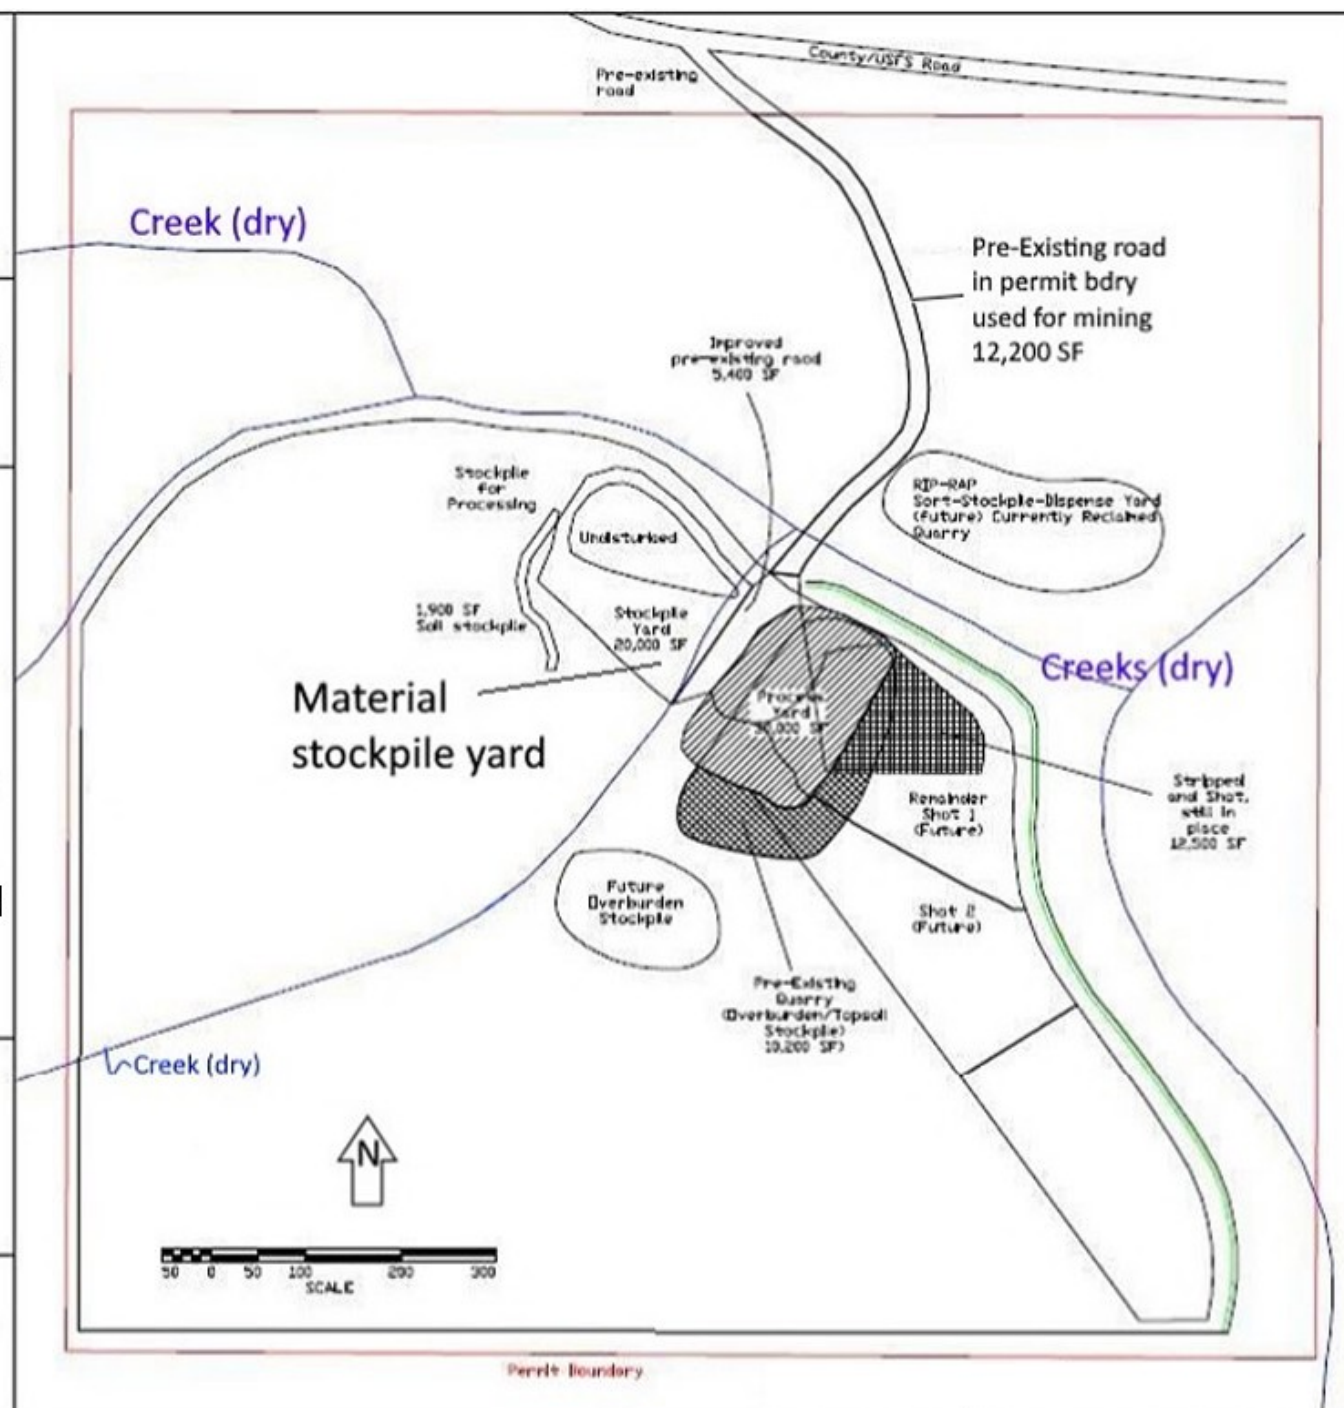 County/USFS Road
Pre-existing
road
Creek (dry)
Pre-Existing road
in permit bdry
used for mining
12,200 SF
Improved
pre-existing road
5,400 SF
Stockpile
for
Processing
RIP-RAP
Sort-Stockpile-Dispense Yard
(future) Currently Reclaimed
Quarry
Undisturbed
1,900 SF
Soil stockpile
Stockpile
Yard
20,000 SF
Creeks (dry)
Material
stockpile yard
Process
Yard
SF
Stripped
and Shot,
still in
place
12,500 SF
Remainder
Shot 1
(Future)
Future
Overburden
Stockpile
Shot 2
(Future)
Pre-Existing
Quarry
(Overburden/Topsoil
Stockpile)
10,200 SF)
Creek (dry)
N
50 0 50 100 200 300
SCALE
Permit Boundary